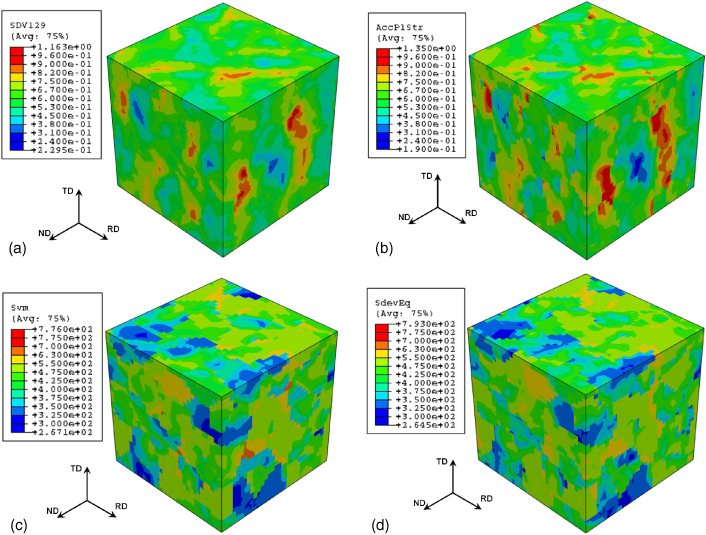 SDV129
(Avg: 75%)
+1.163e+00
+9.600e-01
+9.000e-01
+8.200e-01
+7.500e-01
+6.700e-01
+6.000e-01
+5.300e-01
+4.500e-01
+3.800e-01
+3.100e-01
+2.400e-01
+2.295e-01
TD
ND
RD
(a)
AccPlStr
(Avg: 75%)
+1.350e+00
+9.600e-01
+9.000e-01
+8.200e-01
+7.500e-01
+6.700e-01
+6.000e-01
+5.300e-01
+4.500e-01
+3.800e-01
+3.100e-01
+2.400e-01
+1.900e-01
TD
ND
RD
(b)
Svm
(Avg: 75%)
+7.760e+02
+7.750e+02
+7.000e+02
+6.300e+02
+5.500e+02
+4.750e+02
+4.250e+02
+4.000e+02
+3.750e+02
+3.500e+02
+3.250e+02
+3.000e+02
+2.671e+02
TD
ND
RD
(c)
SdevEq
(Avg: 75%)
+7.930e+02
+7.750e+02
+7.000e+02
+6.300e+02
+5.500e+02
+4.750e+02
+4.250e+02
+4.000e+02
+3.750e+02
+3.500e+02
+3.250e+02
+3.000e+02
+2.645e+02
TD
ND
RD
(d)